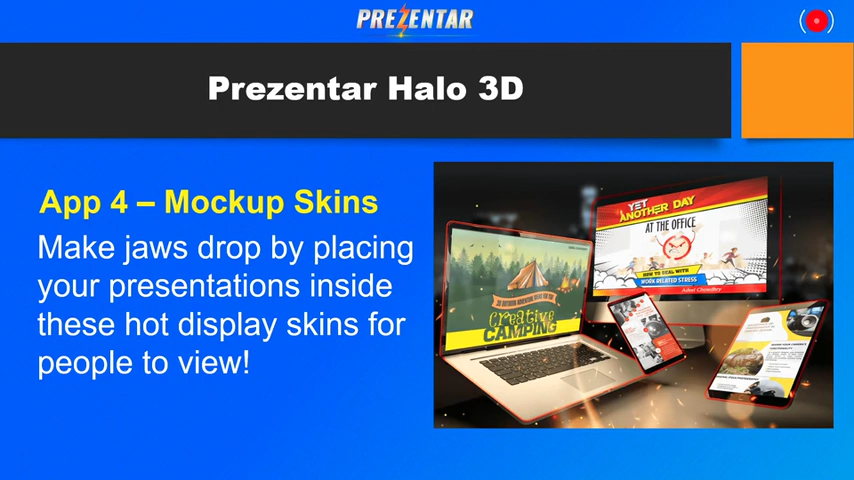 PREZENTAR
Prezentar Halo 3D
App 4 – Mockup Skins
Make jaws drop by placing
your presentations inside
these hot display skins for
people to view!
YET
ANOTHER DAY
AT THE OFFICE
HOW TO DEAL WITH
WORK RELATED STRESS
Creative
CAMPING